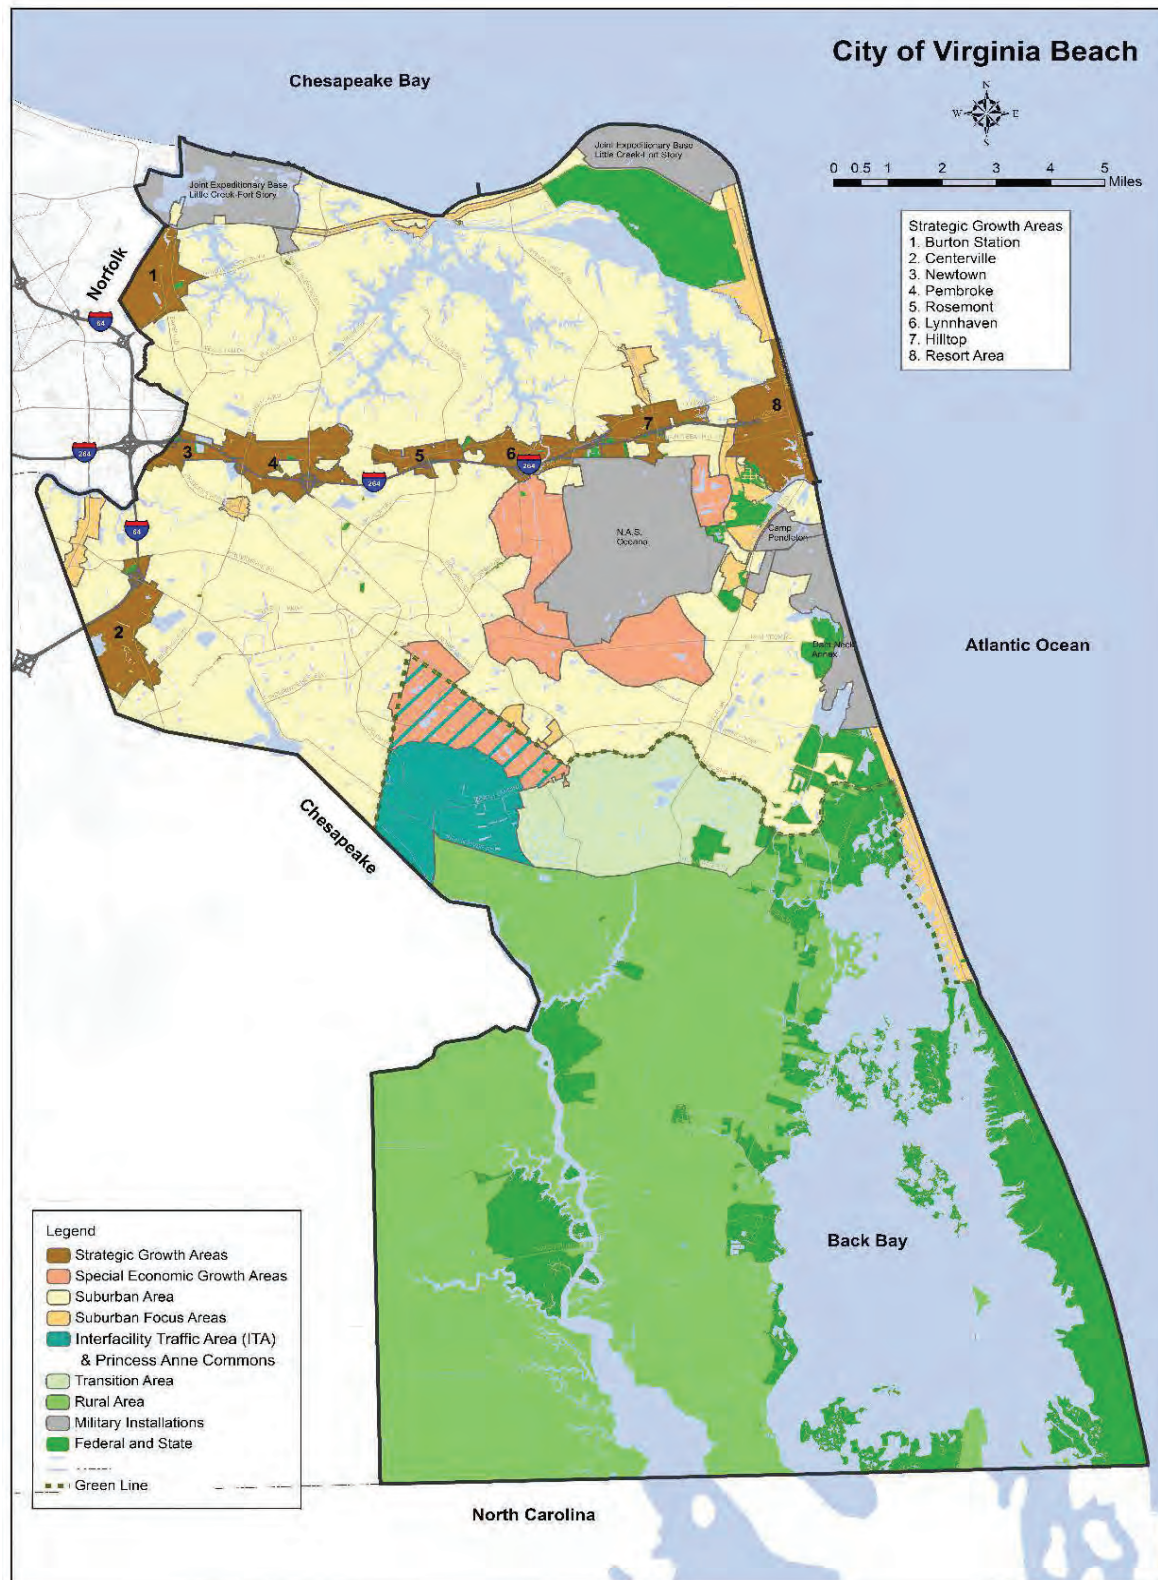 City of Virginia Beach
Chesapeake Bay
N
W
E
S
0 0.5 1 2 3 4 5
Miles
Joint Expeditionary Base
Little Creek-Fort Story
Joint Expeditionary Base
Little Creek-Fort Story
Strategic Growth Areas
1. Burton Station
2. Centerville
3. Newtown
4. Pembroke
5. Rosemont
6. Lynnhaven
7. Hilltop
8. Resort Area
Norfolk
1
64
8
7
3
4
5
6
264
264
264
64
N.A.S.
Oceana
Camp
Pendleton
2
Dam Neck
Annex
Atlantic Ocean
Chesapeake
Back Bay
Legend
Strategic Growth Areas
Special Economic Growth Areas
Suburban Area
Suburban Focus Areas
Interfacility Traffic Area (ITA)
& Princess Anne Commons
Transition Area
Rural Area
Military Installations
Federal and State
Green Line
North Carolina